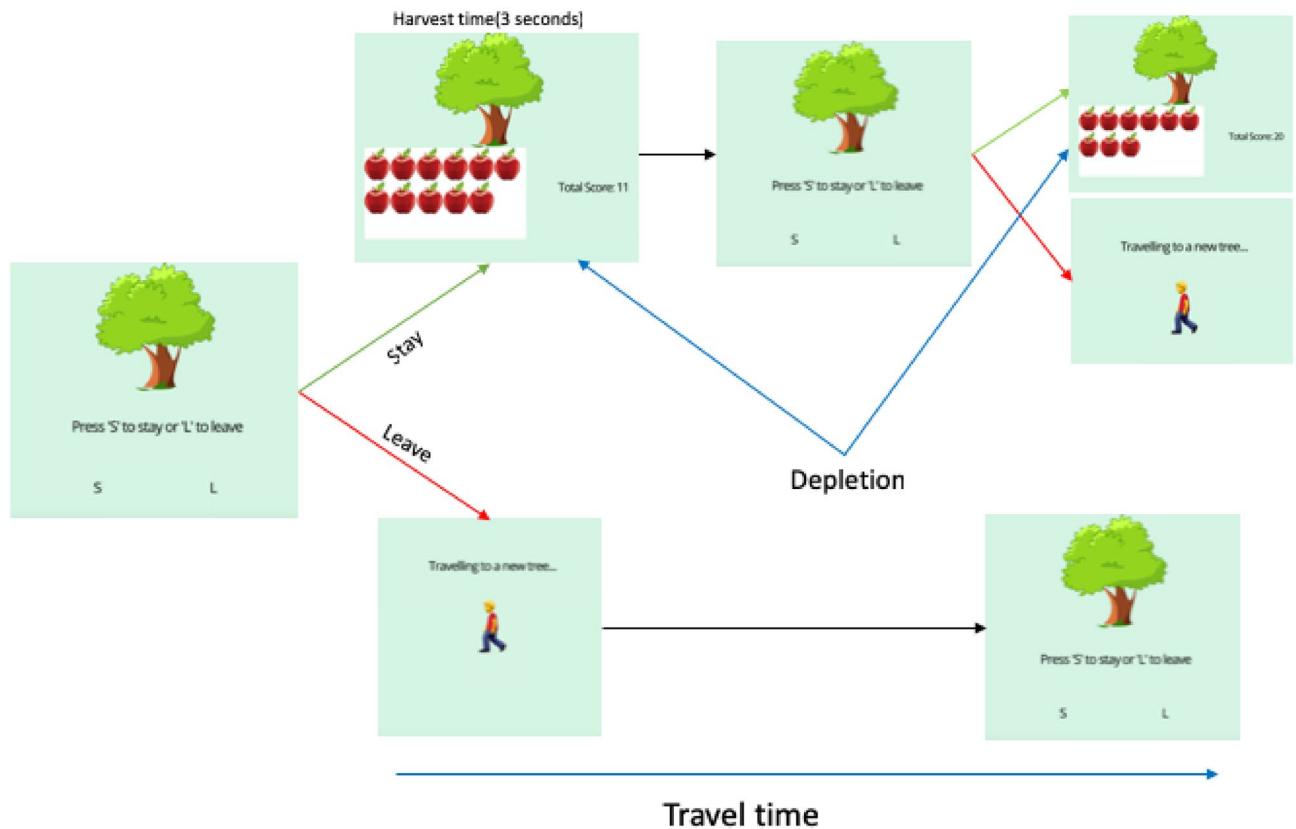 Harvest time(3 seconds)
Total Score: 11
Press 'S' to stay or 'L' to leave
S L
Total Score: 20
Travelling to a new tree...
Stay
Leave
Press 'S' to stay or 'L' to leave
S L
Depletion
Travelling to a new tree...
Press 'S' to stay or 'L' to leave
S L
Travel time